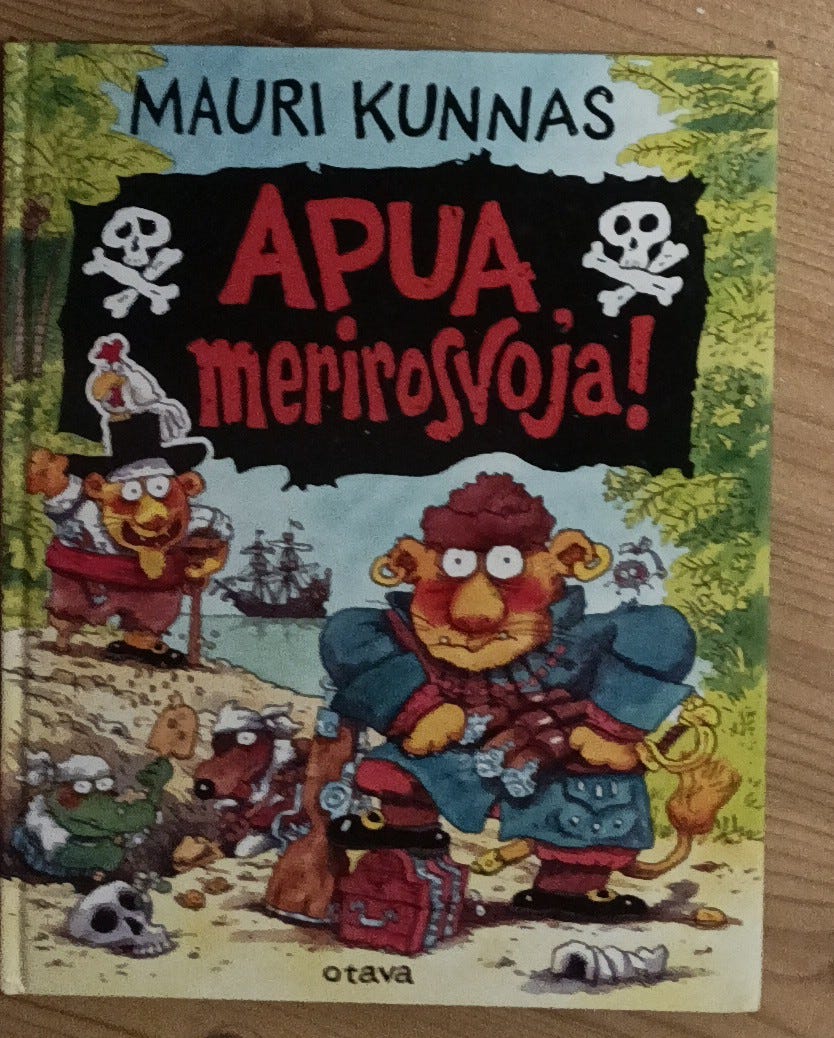 MAURI KUNNAS
APUA,
merirosvoja!
otava